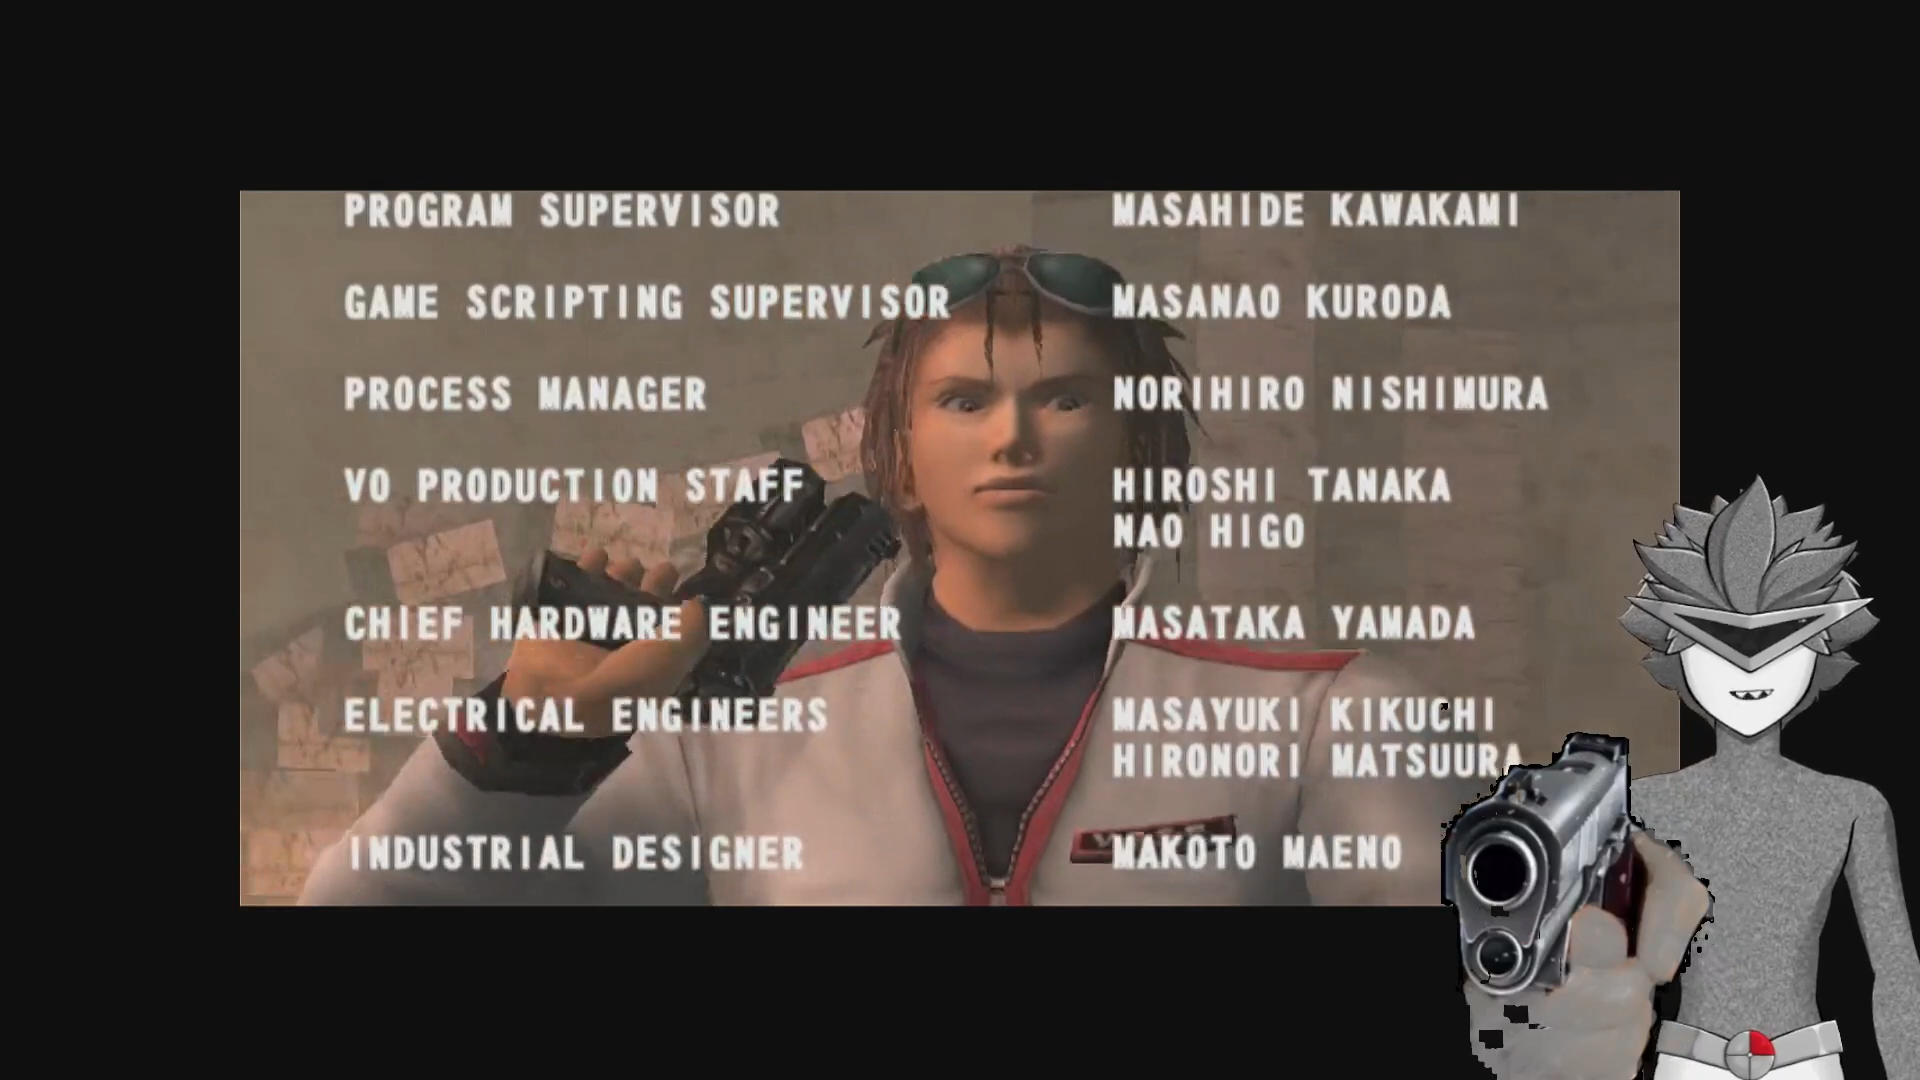 PROGRAM SUPERVISOR MASAHIDE KAWAKAMI
GAME SCRIPTING SUPERVISOR MASANAO KURODA
PROCESS MANAGER NORIHIRO NISHIMURA
VO PRODUCTION STAFF HIROSHI TANAKA
NAO HIGO
CHIEF HARDWARE ENGINEER MASATAKA YAMADA
ELECTRICAL ENGINEERS MASAYUKI KIKUCHI
HIRONORI MATSUURA
INDUSTRIAL DESIGNER MAKOTO MAENO